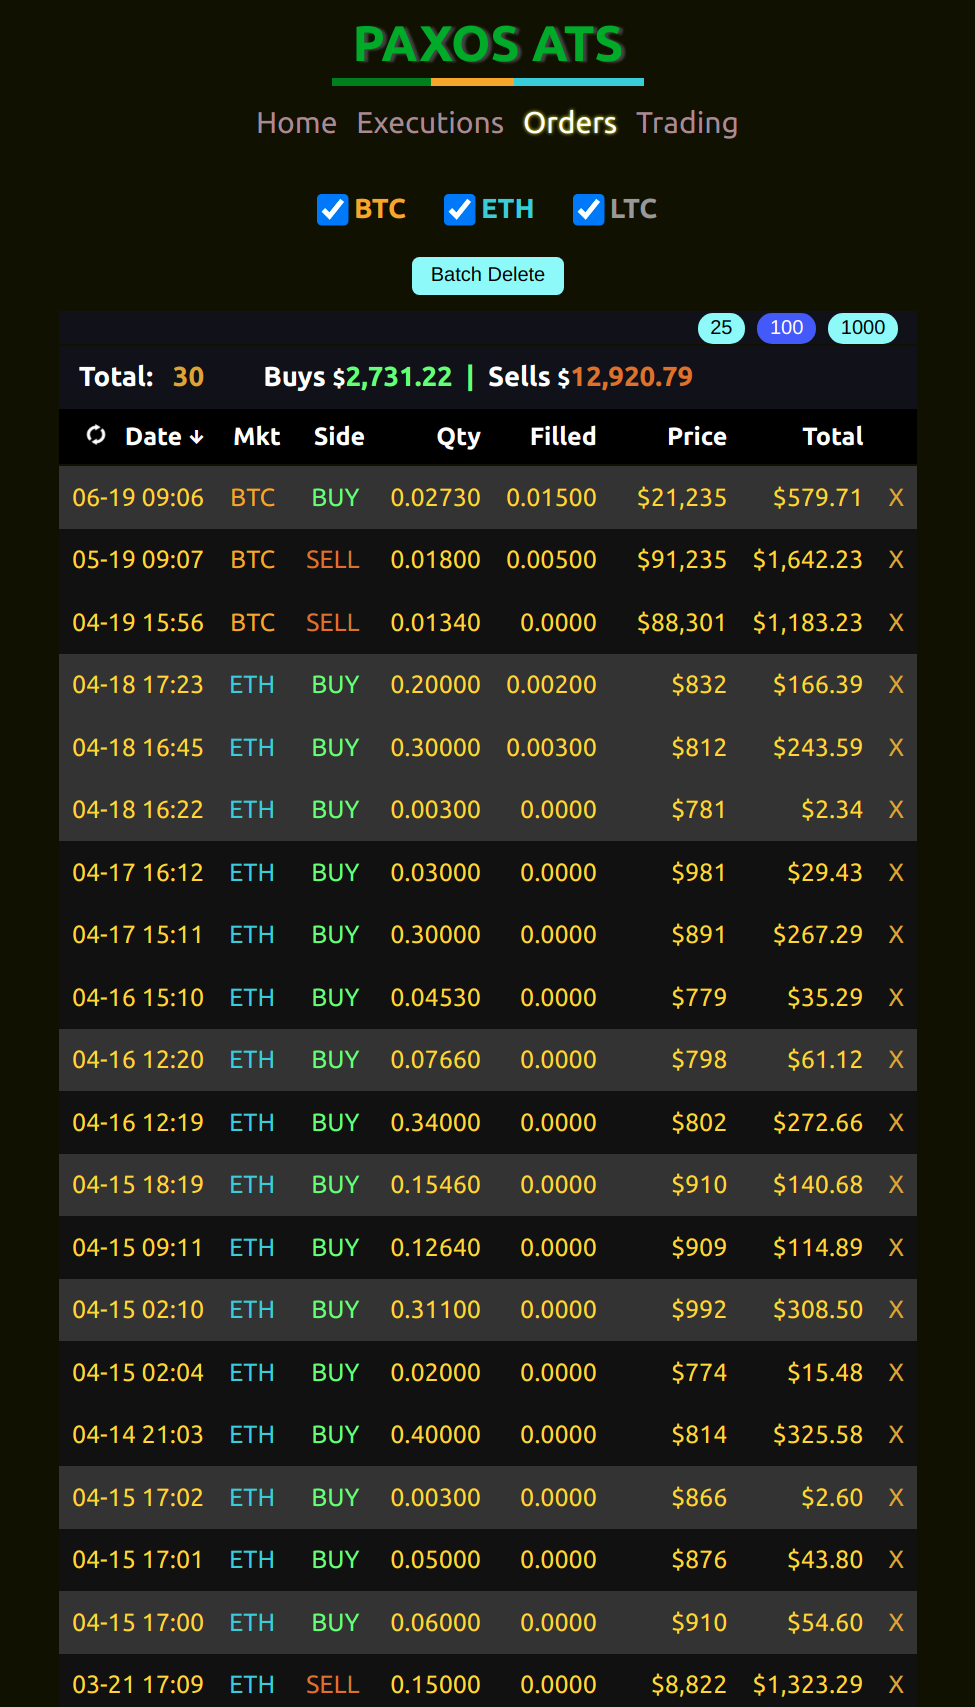 PAXOS ATS
Home Executions Orders Trading
BTC ETH LTC
Batch Delete
25 100 1000
Total: 30 Buys $2,731.22 | Sells $12,920.79
Date ↓ Mkt Side Qty Filled Price Total
06-19 09:06 BTC BUY 0.02730 0.01500 $21,235 $579.71 X
05-19 09:07 BTC SELL 0.01800 0.00500 $91,235 $1,642.23 X
04-19 15:56 BTC SELL 0.01340 0.0000 $88,301 $1,183.23 X
04-18 17:23 ETH BUY 0.20000 0.00200 $832 $166.39 X
04-18 16:45 ETH BUY 0.30000 0.00300 $812 $243.59 X
04-18 16:22 ETH BUY 0.00300 0.0000 $781 $2.34 X
04-17 16:12 ETH BUY 0.03000 0.0000 $981 $29.43 X
04-17 15:11 ETH BUY 0.30000 0.0000 $891 $267.29 X
04-16 15:10 ETH BUY 0.04530 0.0000 $779 $35.29 X
04-16 12:20 ETH BUY 0.07660 0.0000 $798 $61.12 X
04-16 12:19 ETH BUY 0.34000 0.0000 $802 $272.66 X
04-15 18:19 ETH BUY 0.15460 0.0000 $910 $140.68 X
04-15 09:11 ETH BUY 0.12640 0.0000 $909 $114.89 X
04-15 02:10 ETH BUY 0.31100 0.0000 $992 $308.50 X
04-15 02:04 ETH BUY 0.02000 0.0000 $774 $15.48 X
04-14 21:03 ETH BUY 0.40000 0.0000 $814 $325.58 X
04-15 17:02 ETH BUY 0.00300 0.0000 $866 $2.60 X
04-15 17:01 ETH BUY 0.05000 0.0000 $876 $43.80 X
04-15 17:00 ETH BUY 0.06000 0.0000 $910 $54.60 X
03-21 17:09 ETH SELL 0.15000 0.0000 $8,822 $1,323.29 X